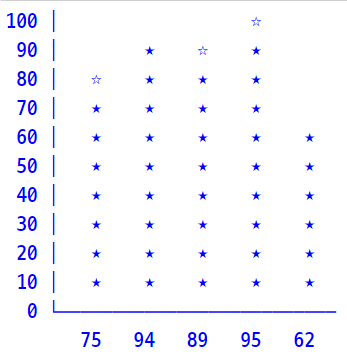 100 │                  ☆
 90 │        ★    ☆    ★
 80 │   ☆    ★    ★    ★
 70 │   ★    ★    ★    ★
 60 │   ★    ★    ★    ★    ★
 50 │   ★    ★    ★    ★    ★
 40 │   ★    ★    ★    ★    ★
 30 │   ★    ★    ★    ★    ★
 20 │   ★    ★    ★    ★    ★
 10 │   ★    ★    ★    ★    ★
  0 └──────────────────────────
       75   94   89   95   62